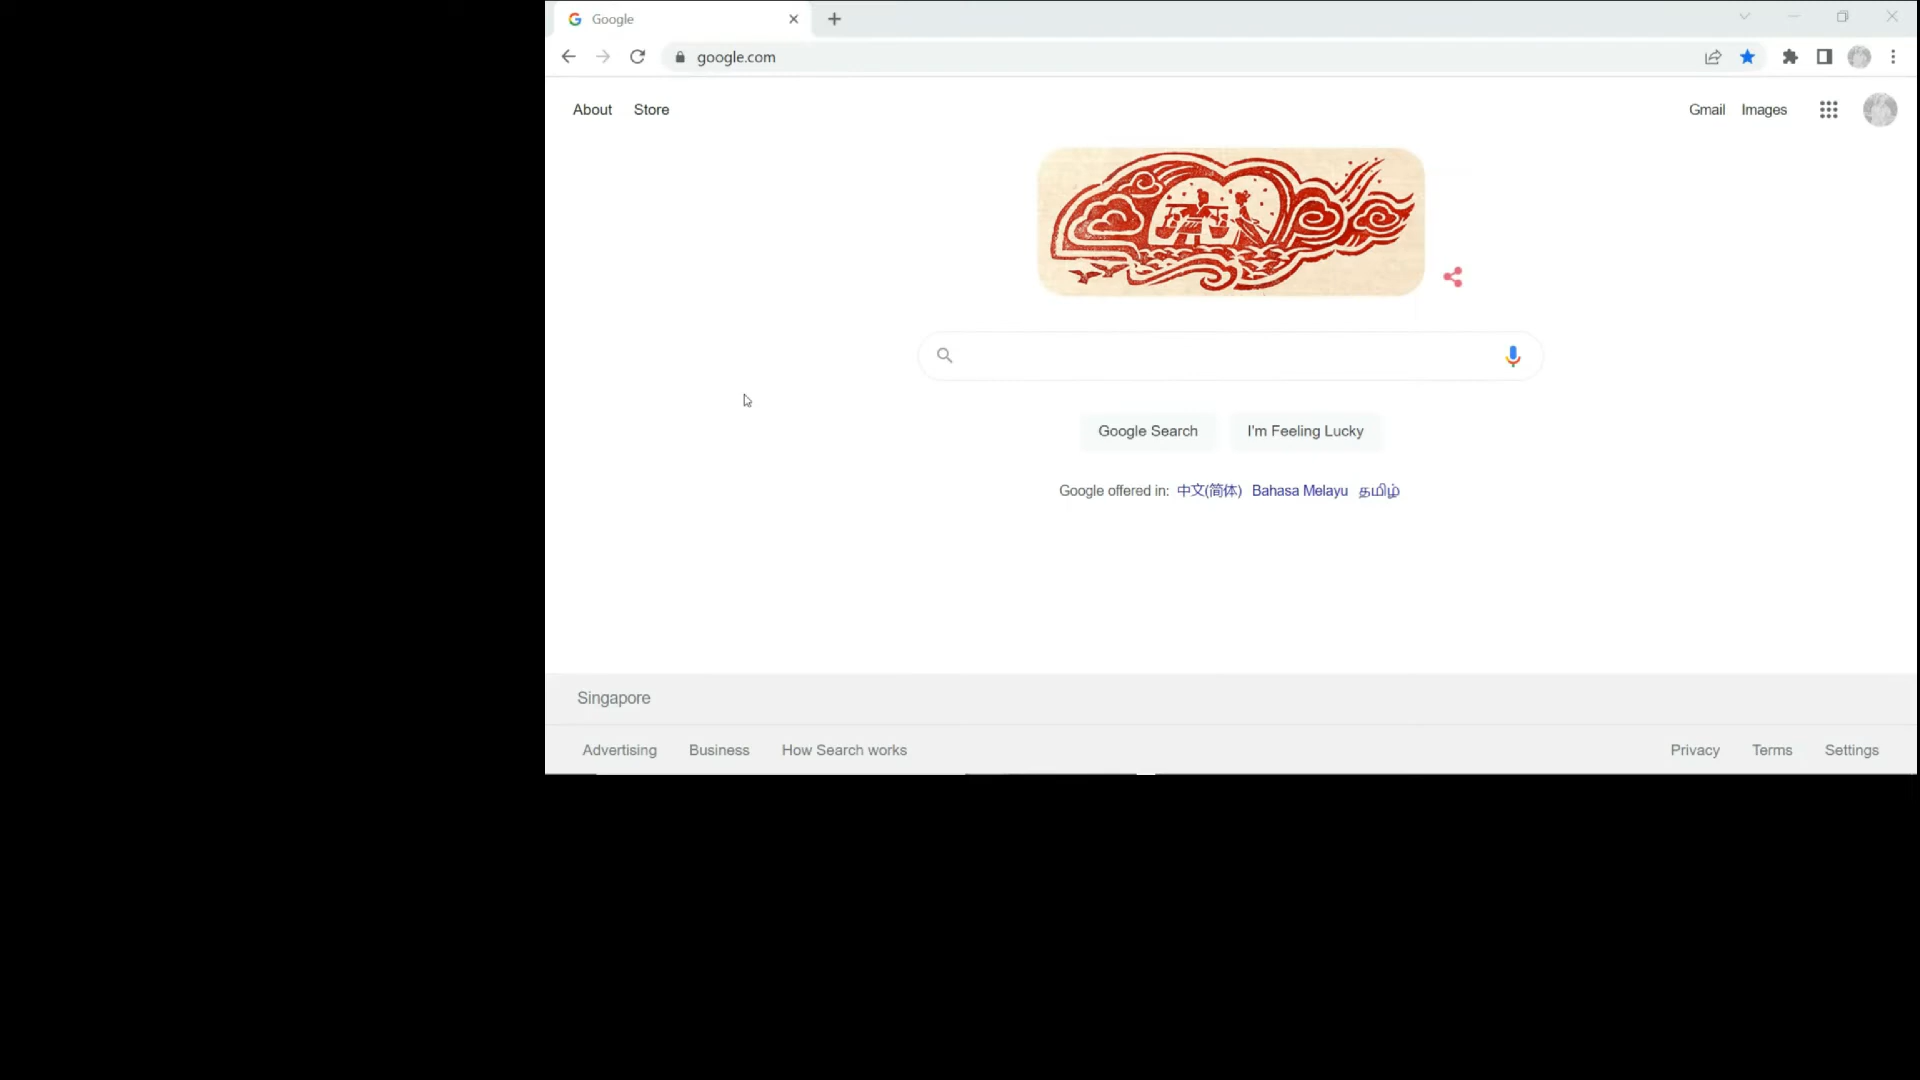 Google
google.com
About Store
Gmail Images
Google Search
I'm Feeling Lucky
Google offered in: 中文(简体) Bahasa Melayu தமிழ்
Singapore
Advertising Business How Search works
Privacy Terms Settings